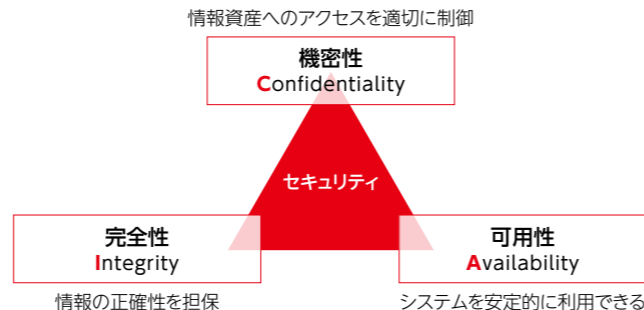 情報資産へのアクセスを適切に制御
機密性
Confidentiality
セキュリティ
完全性
Integrity
可用性
Availability
情報の正確性を担保
システムを安定的に利用できる